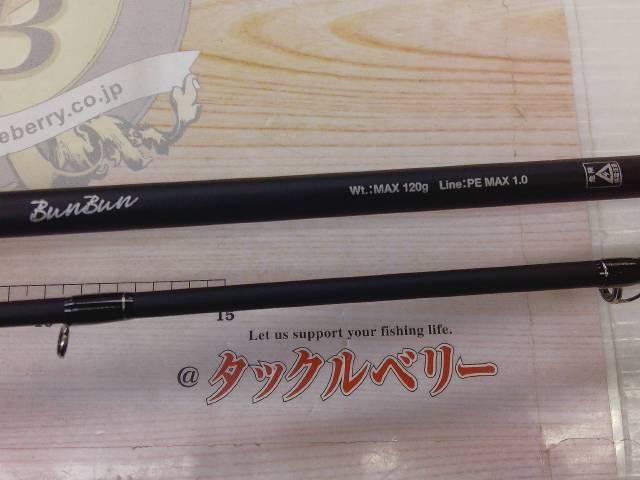 B
eberry.co.jp
BunBun
Wt.:MAX 120g Line:PE MAX 1.0
15
Let us support your fishing life.
@タックルベリー